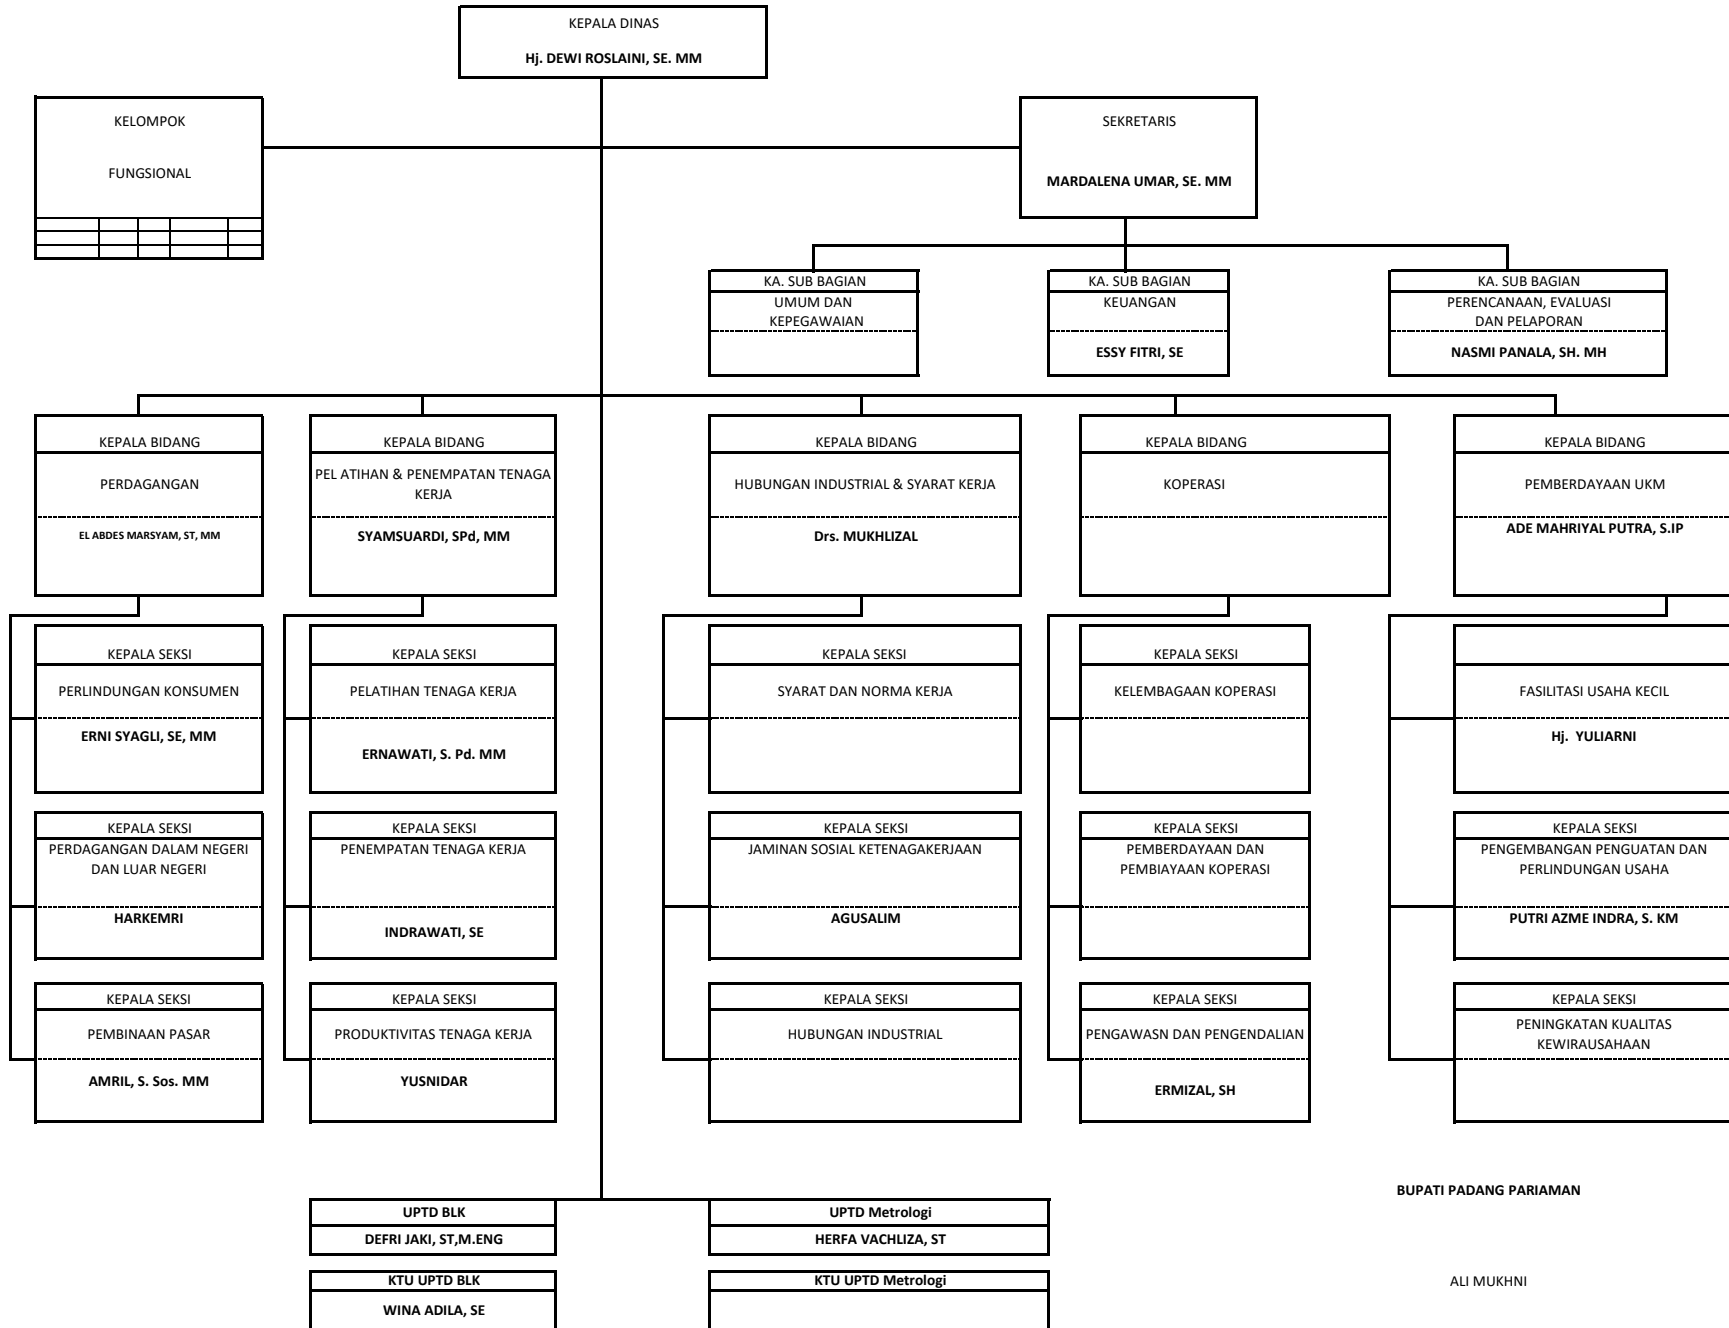 KEPALA DINAS
Hj. DEWI ROSLAINI, SE. MM
KELOMPOK
FUNGSIONAL
SEKRETARIS
MARDALENA UMAR, SE. MM
KA. SUB BAGIAN
UMUM DAN
KEPEGAWAIAN
KA. SUB BAGIAN
KEUANGAN
ESSY FITRI, SE
KA. SUB BAGIAN
PERENCANAAN, EVALUASI
DAN PELAPORAN
NASMI PANALA, SH. MH
KEPALA BIDANG
PERDAGANGAN
EL ABDES MARSYAM, ST, MM
KEPALA BIDANG
PEL ATIHAN & PENEMPATAN TENAGA
KERJA
SYAMSUARDI, SPd, MM
KEPALA BIDANG
HUBUNGAN INDUSTRIAL & SYARAT KERJA
Drs. MUKHLIZAL
KEPALA BIDANG
KOPERASI
KEPALA BIDANG
PEMBERDAYAAN UKM
ADE MAHRIYAL PUTRA, S.IP
KEPALA SEKSI
PERLINDUNGAN KONSUMEN
ERNI SYAGLI, SE, MM
KEPALA SEKSI
PELATIHAN TENAGA KERJA
ERNAWATI, S. Pd. MM
KEPALA SEKSI
SYARAT DAN NORMA KERJA
KEPALA SEKSI
KELEMBAGAAN KOPERASI
FASILITASI USAHA KECIL
Hj.  YULIARNI
KEPALA SEKSI
PERDAGANGAN DALAM NEGERI
DAN LUAR NEGERI
HARKEMRI
KEPALA SEKSI
PENEMPATAN TENAGA KERJA
INDRAWATI, SE
KEPALA SEKSI
JAMINAN SOSIAL KETENAGAKERJAAN
AGUSALIM
KEPALA SEKSI
PEMBERDAYAAN DAN
PEMBIAYAAN KOPERASI
KEPALA SEKSI
PENGEMBANGAN PENGUATAN DAN
PERLINDUNGAN USAHA
PUTRI AZME INDRA, S. KM
KEPALA SEKSI
PEMBINAAN PASAR
AMRIL, S. Sos. MM
KEPALA SEKSI
PRODUKTIVITAS TENAGA KERJA
YUSNIDAR
KEPALA SEKSI
HUBUNGAN INDUSTRIAL
KEPALA SEKSI
PENGAWASN DAN PENGENDALIAN
ERMIZAL, SH
KEPALA SEKSI
PENINGKATAN KUALITAS
KEWIRAUSAHAAN
BUPATI PADANG PARIAMAN
UPTD BLK
DEFRI JAKI, ST,M.ENG
UPTD Metrologi
HERFA VACHLIZA, ST
KTU UPTD BLK
WINA ADILA, SE
KTU UPTD Metrologi
ALI MUKHNI